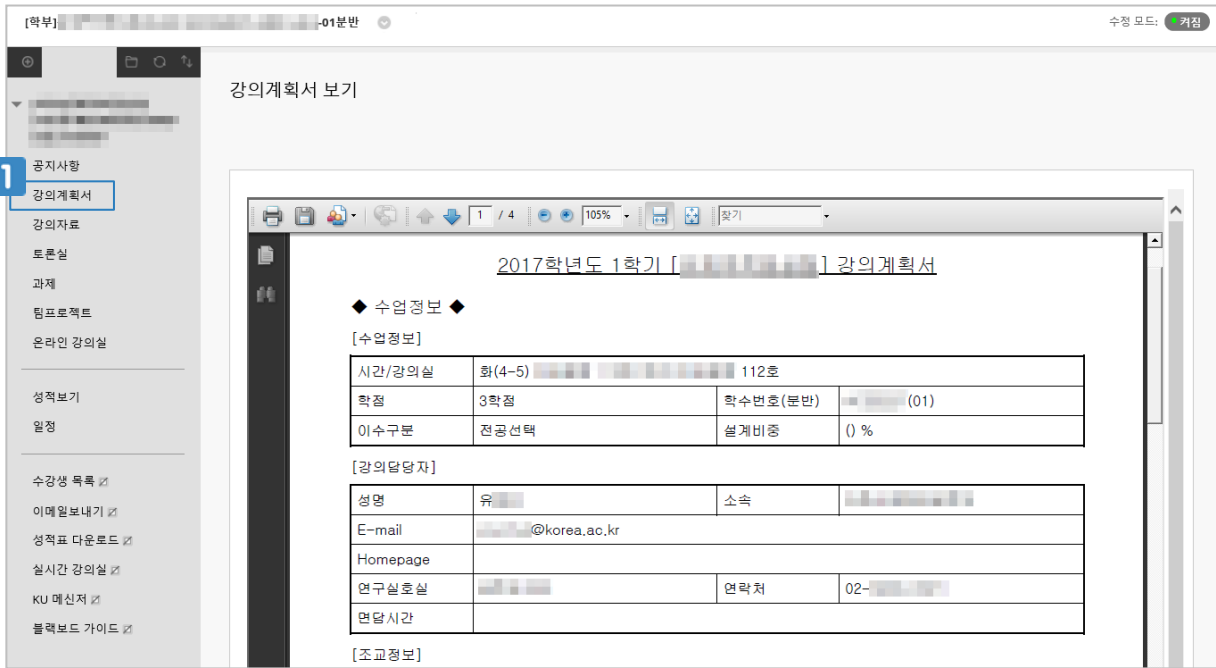 [학부] -01분반
수정 모드: 켜짐
강의계획서 보기
1
공지사항
강의계획서
강의자료
토론실
과제
팀프로젝트
온라인 강의실
성적보기
일정
수강생 목록
이메일보내기
성적표 다운로드
실시간 강의실
KU 메신저
블랙보드 가이드
1 / 4 105% 찾기
2017학년도 1학기 [ ] 강의계획서
◆ 수업정보 ◆
[수업정보]
시간/강의실 화(4-5) 112호
학점 3학점 학수번호(분반) (01)
이수구분 전공선택 설계비중 () %
[강의담당자]
성명 유 소속
E-mail @korea.ac.kr
Homepage
연구실호실 연락처 02-
면담시간
[조교정보]